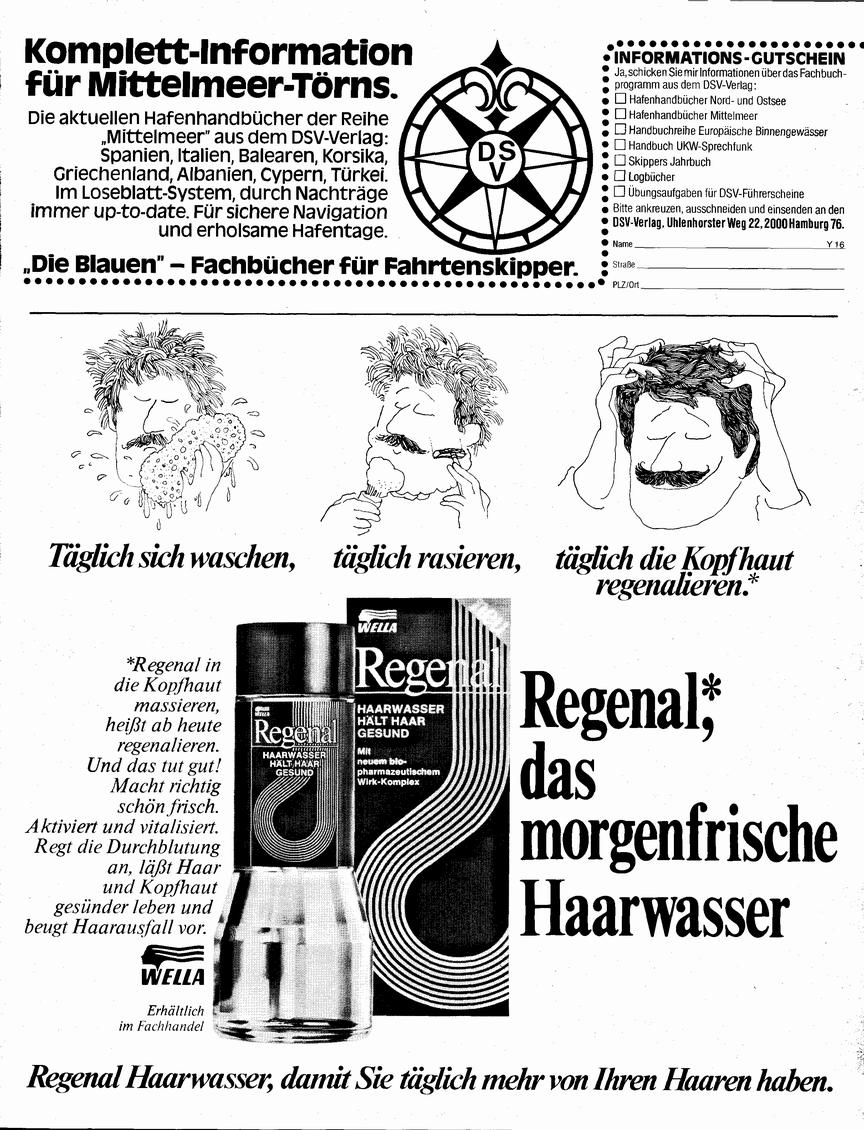 Komplett-Information
für Mittelmeer-Törns.
Die aktuellen Hafenhandbücher der Reihe
„Mittelmeer" aus dem DSV-Verlag:
Spanien, Italien, Balearen, Korsika,
Griechenland, Albanien, Cypern, Türkei.
Im Loseblatt-System, durch Nachträge
immer up-to-date. Für sichere Navigation
und erholsame Hafentage.
„Die Blauen" – Fachbücher für Fahrtenskipper.
DS
V
INFORMATIONS-GUTSCHEIN
Ja, schicken Sie mir Informationen über das Fachbuch-
programm aus dem DSV-Verlag:
☐ Hafenhandbücher Nord- und Ostsee
☐ Hafenhandbücher Mittelmeer
☐ Handbuchreihe Europäische Binnengewässer
☐ Handbuch UKW-Sprechfunk
☐ Skippers Jahrbuch
☐ Logbücher
☐ Übungsaufgaben für DSV-Führerscheine
Bitte ankreuzen, ausschneiden und einsenden an den
DSV-Verlag, Uhlenhorster Weg 22, 2000 Hamburg 76.
Name Y 16
Straße
PLZ/Ort
Täglich sich waschen,
täglich rasieren,
täglich die Kopfhaut
regenalieren.*
*Regenal in
die Kopfhaut
massieren,
heißt ab heute
regenalieren.
Und das tut gut!
Macht richtig
schön frisch.
Aktiviert und vitalisiert.
Regt die Durchblutung
an, läßt Haar
und Kopfhaut
gesünder leben und
beugt Haarausfall vor.
WELLA
Erhältlich
im Fachhandel
WELLA
Regenal
HAARWASSER
HÄLT HAAR
GESUND
NEU
WELLA
Regenal
HAARWASSER
HÄLT HAAR
GESUND
Mit
neuem bio-
pharmazeutischem
Wirk-Komplex
Regenal,*
das
morgenfrische
Haarwasser
Regenal Haarwasser, damit Sie täglich mehr von Ihren Haaren haben.